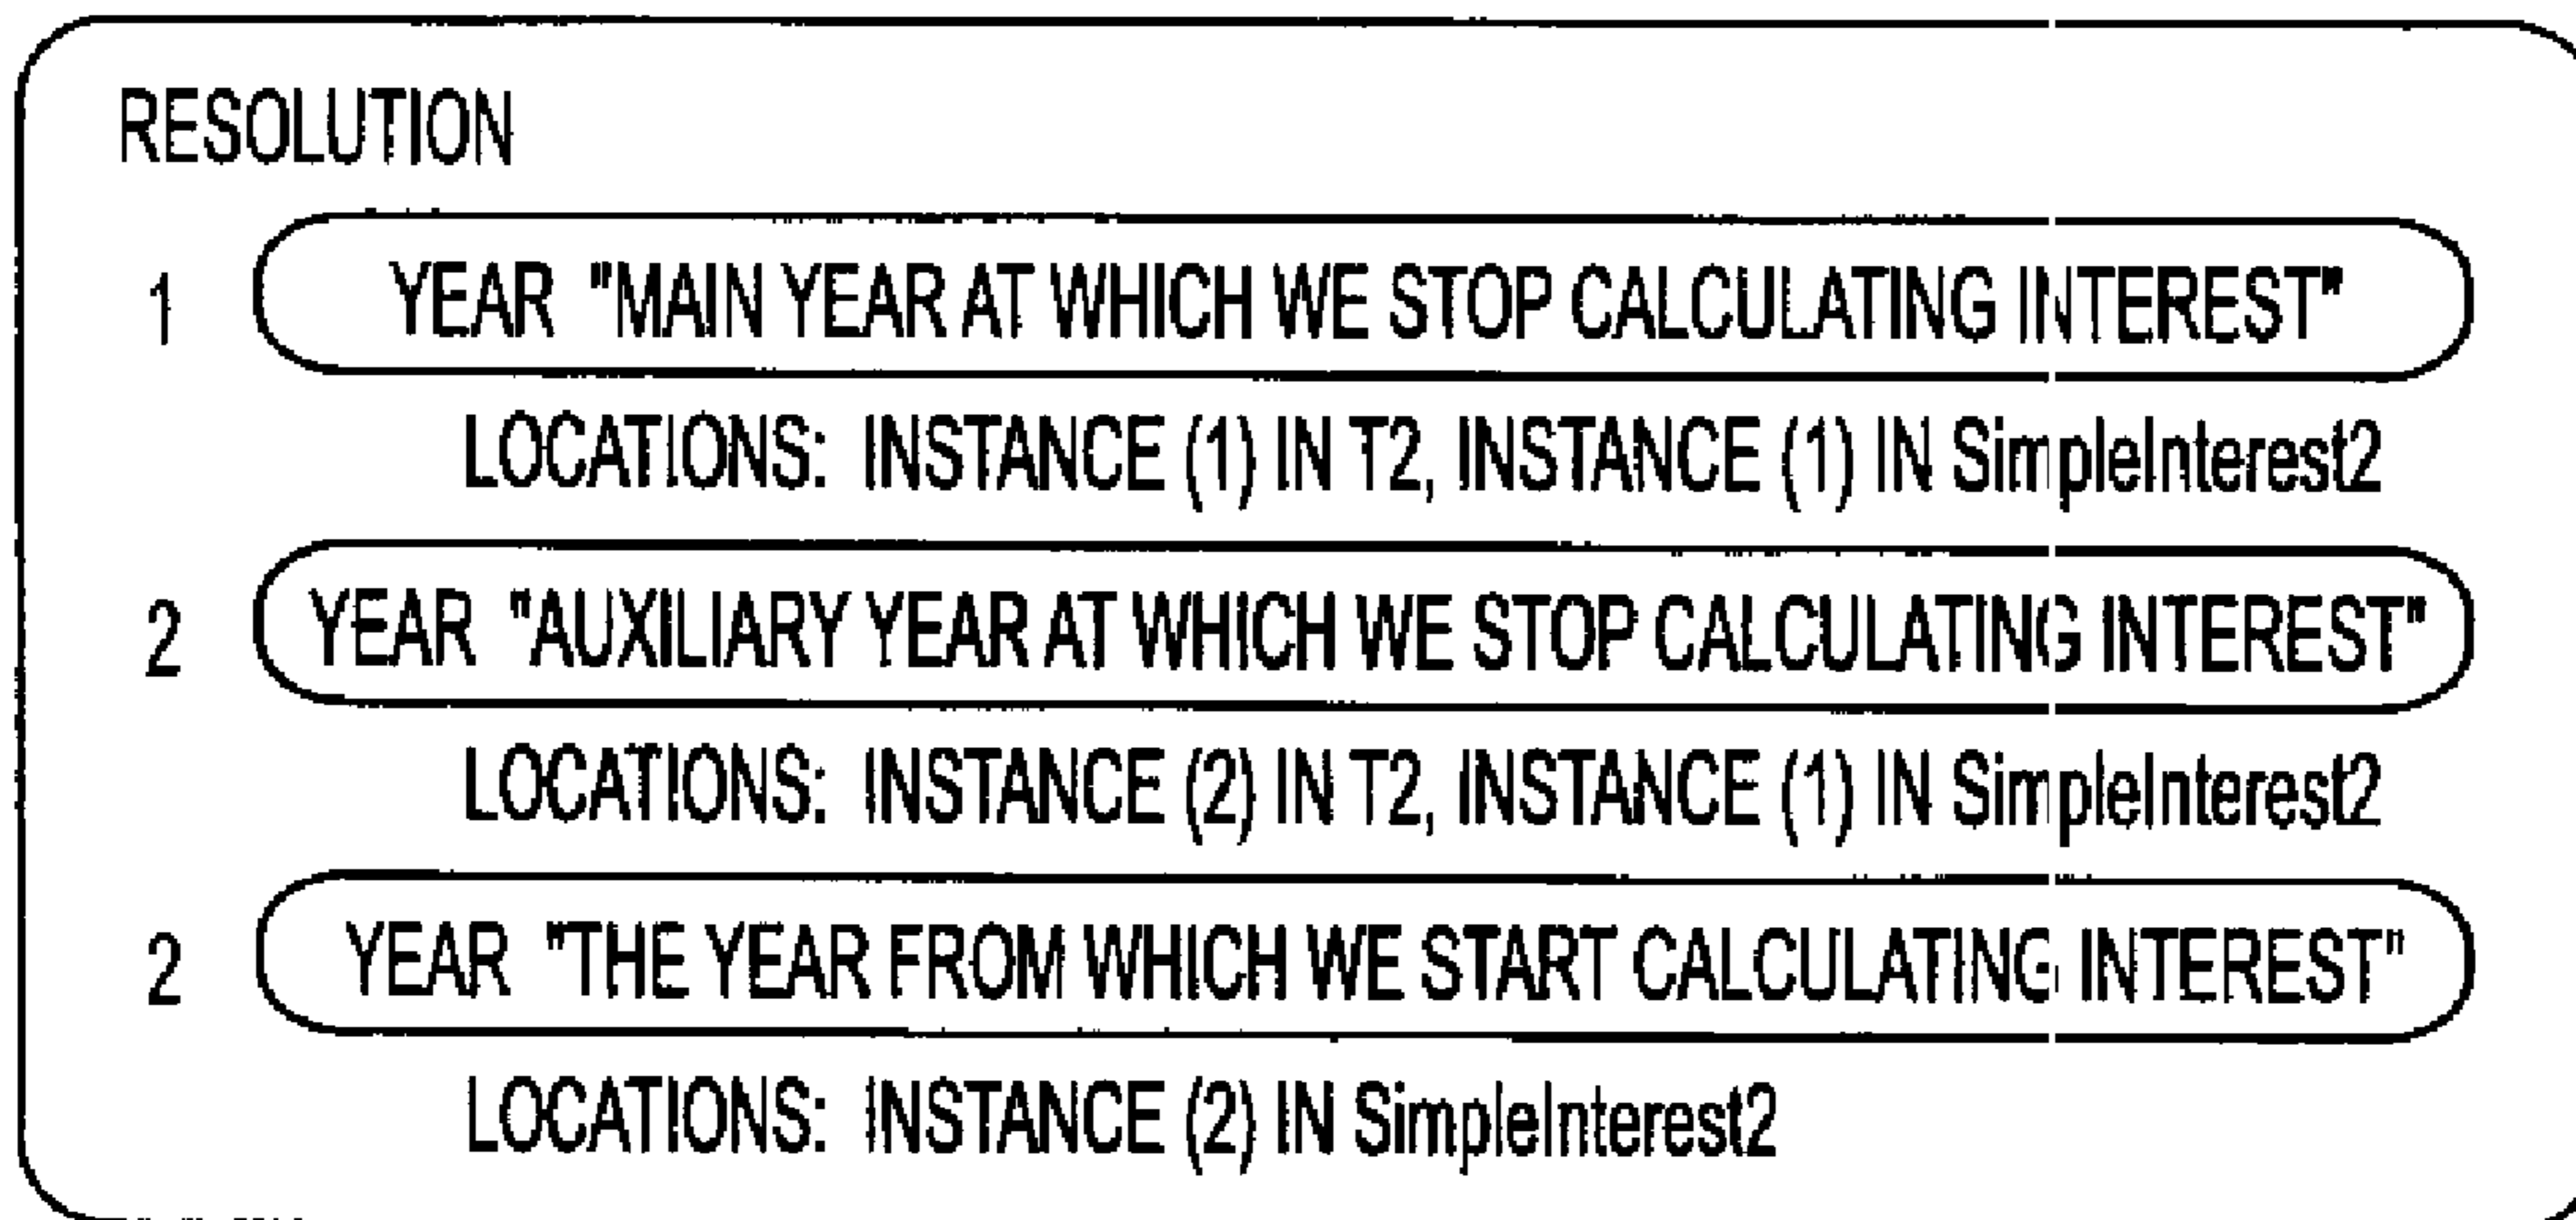 RESOLUTION
1 YEAR "MAIN YEAR AT WHICH WE STOP CALCULATING INTEREST"
LOCATIONS: INSTANCE (1) IN T2, INSTANCE (1) IN SimpleInterest2
2 YEAR "AUXILIARY YEAR AT WHICH WE STOP CALCULATING INTEREST"
LOCATIONS: INSTANCE (2) IN T2, INSTANCE (1) IN SimpleInterest2
2 YEAR "THE YEAR FROM WHICH WE START CALCULATING INTEREST"
LOCATIONS: INSTANCE (2) IN SimpleInterest2